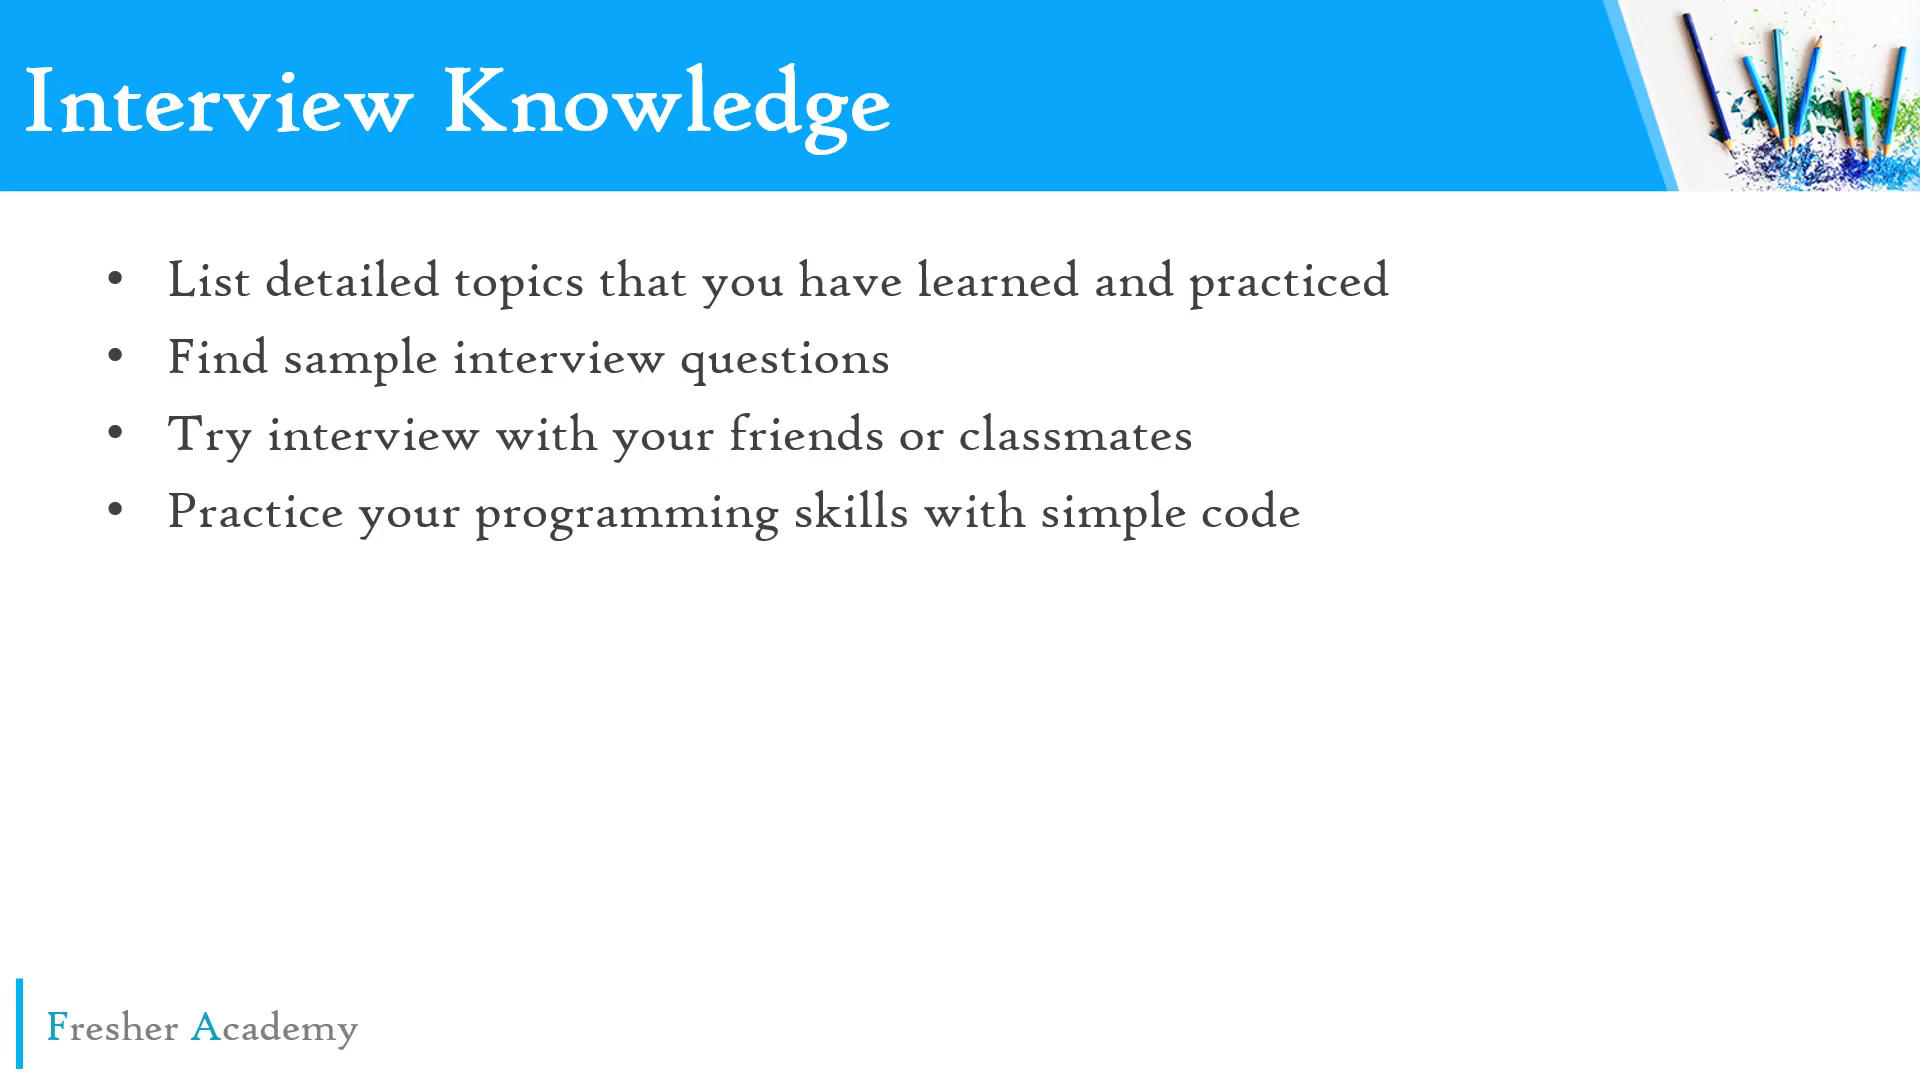 Interview Knowledge
• List detailed topics that you have learned and practiced
• Find sample interview questions
• Try interview with your friends or classmates
• Practice your programming skills with simple code
Fresher Academy